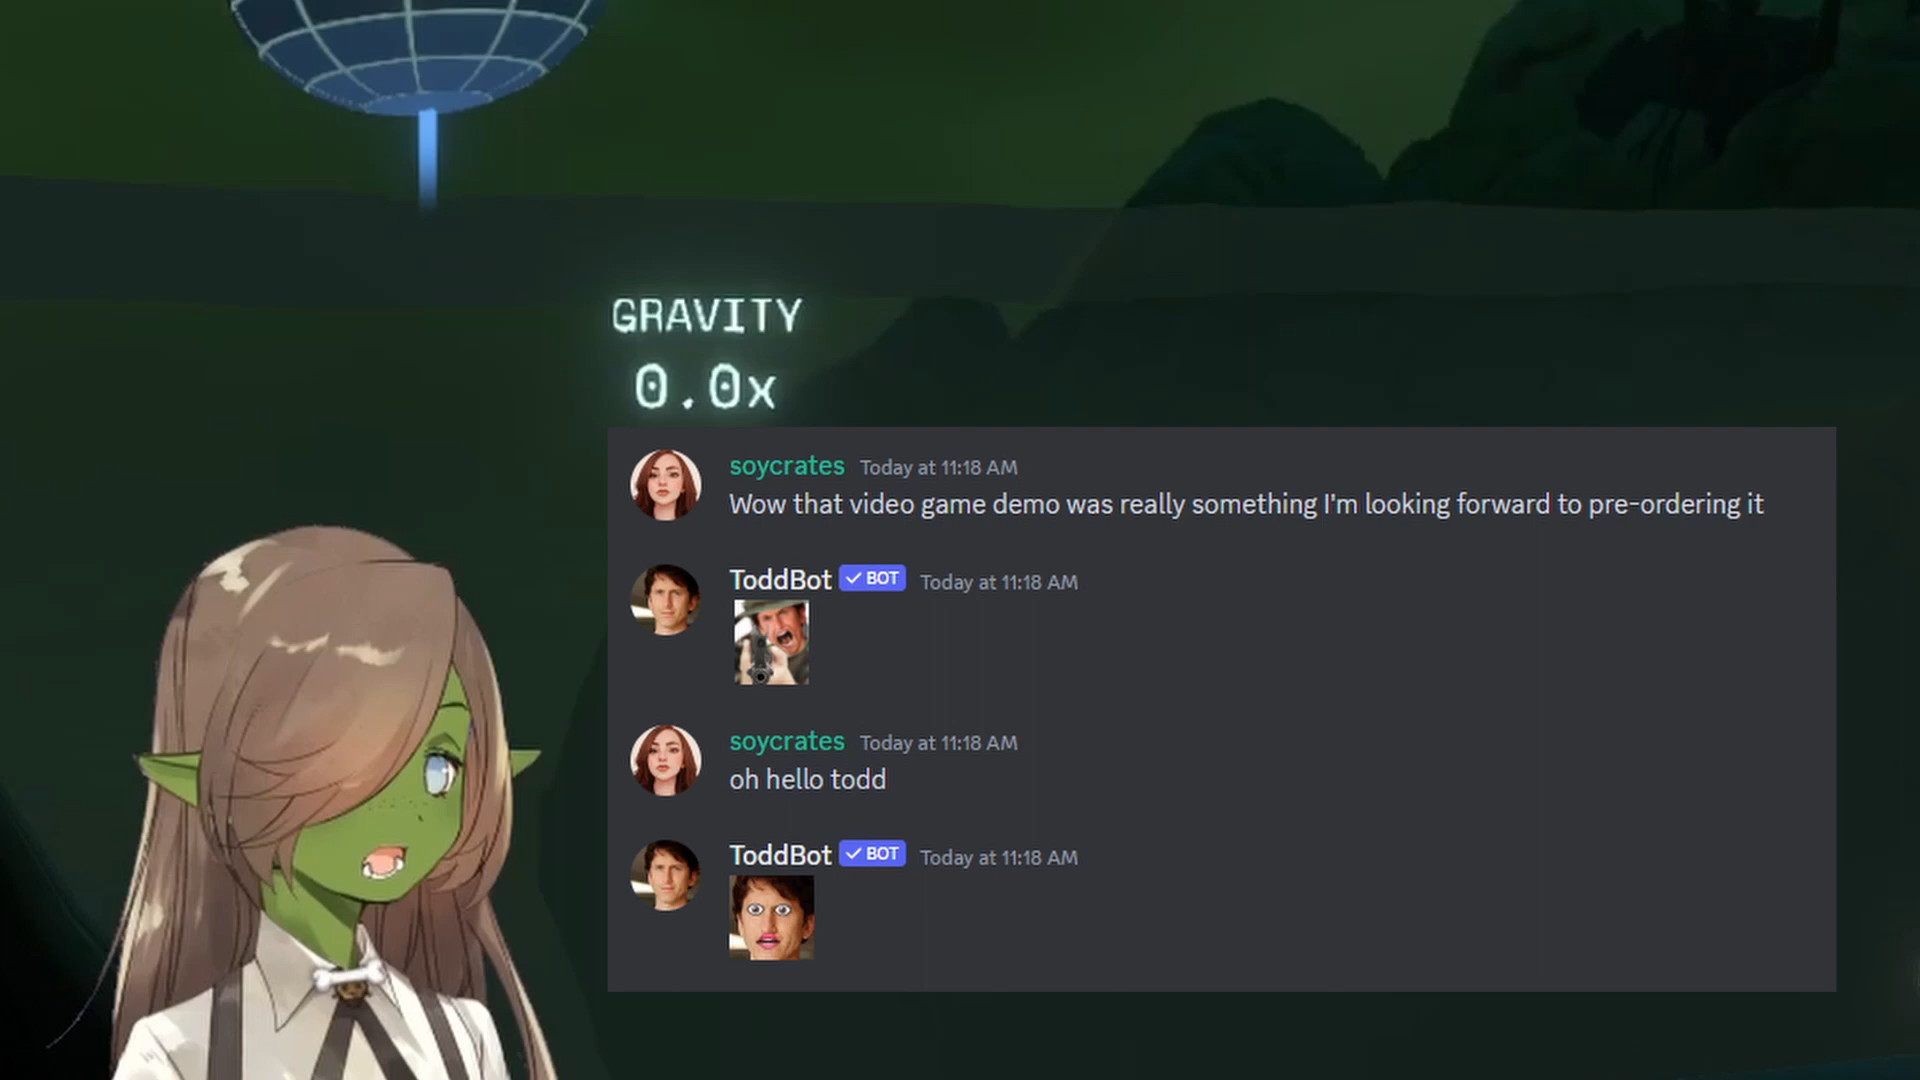 GRAVITY
0.0x
soycrates Today at 11:18 AM
Wow that video game demo was really something I'm looking forward to pre-ordering it
ToddBot BOT Today at 11:18 AM
soycrates Today at 11:18 AM
oh hello todd
ToddBot BOT Today at 11:18 AM